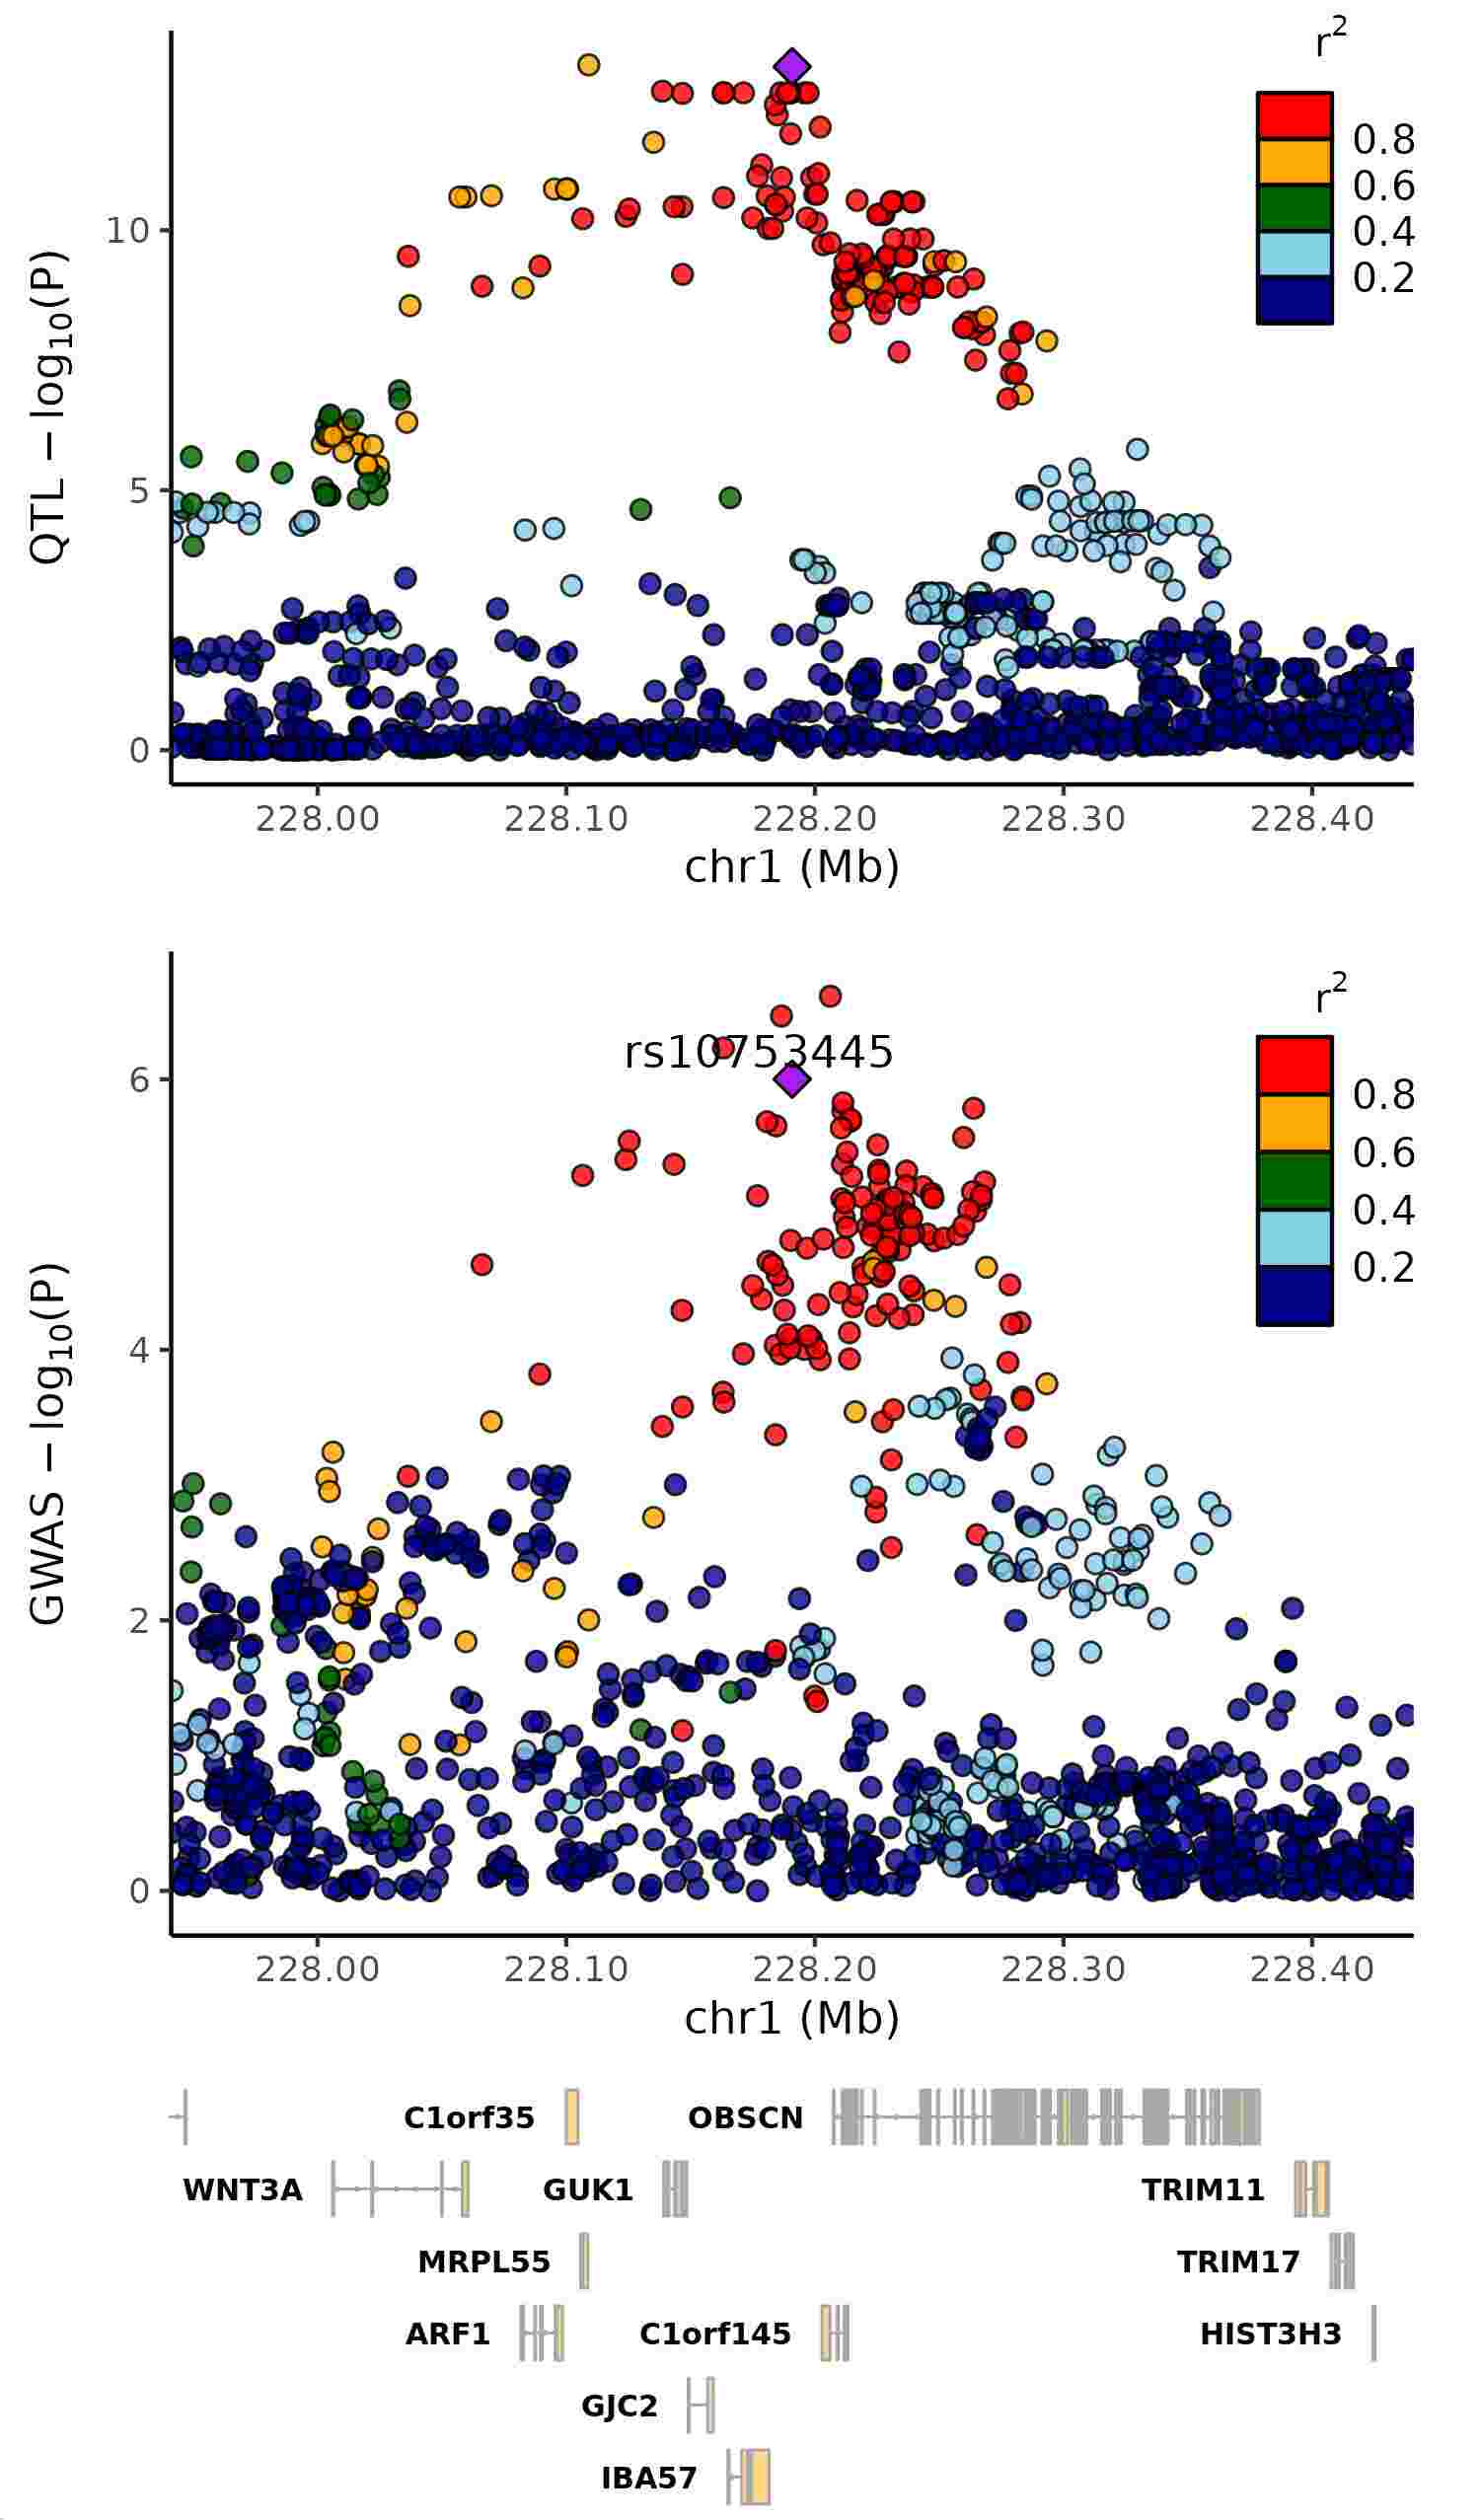 r2
0.8
0.6
0.4
0.2
10
5
0
QTL − log10(P)
228.00 228.10 228.20 228.30 228.40
chr1 (Mb)
r2
rs10753445
0.8
0.6
0.4
0.2
6
4
2
0
GWAS − log10(P)
228.00 228.10 228.20 228.30 228.40
chr1 (Mb)
C1orf35 OBSCN
WNT3A GUK1 TRIM11
MRPL55 TRIM17
ARF1 C1orf145 HIST3H3
GJC2
IBA57